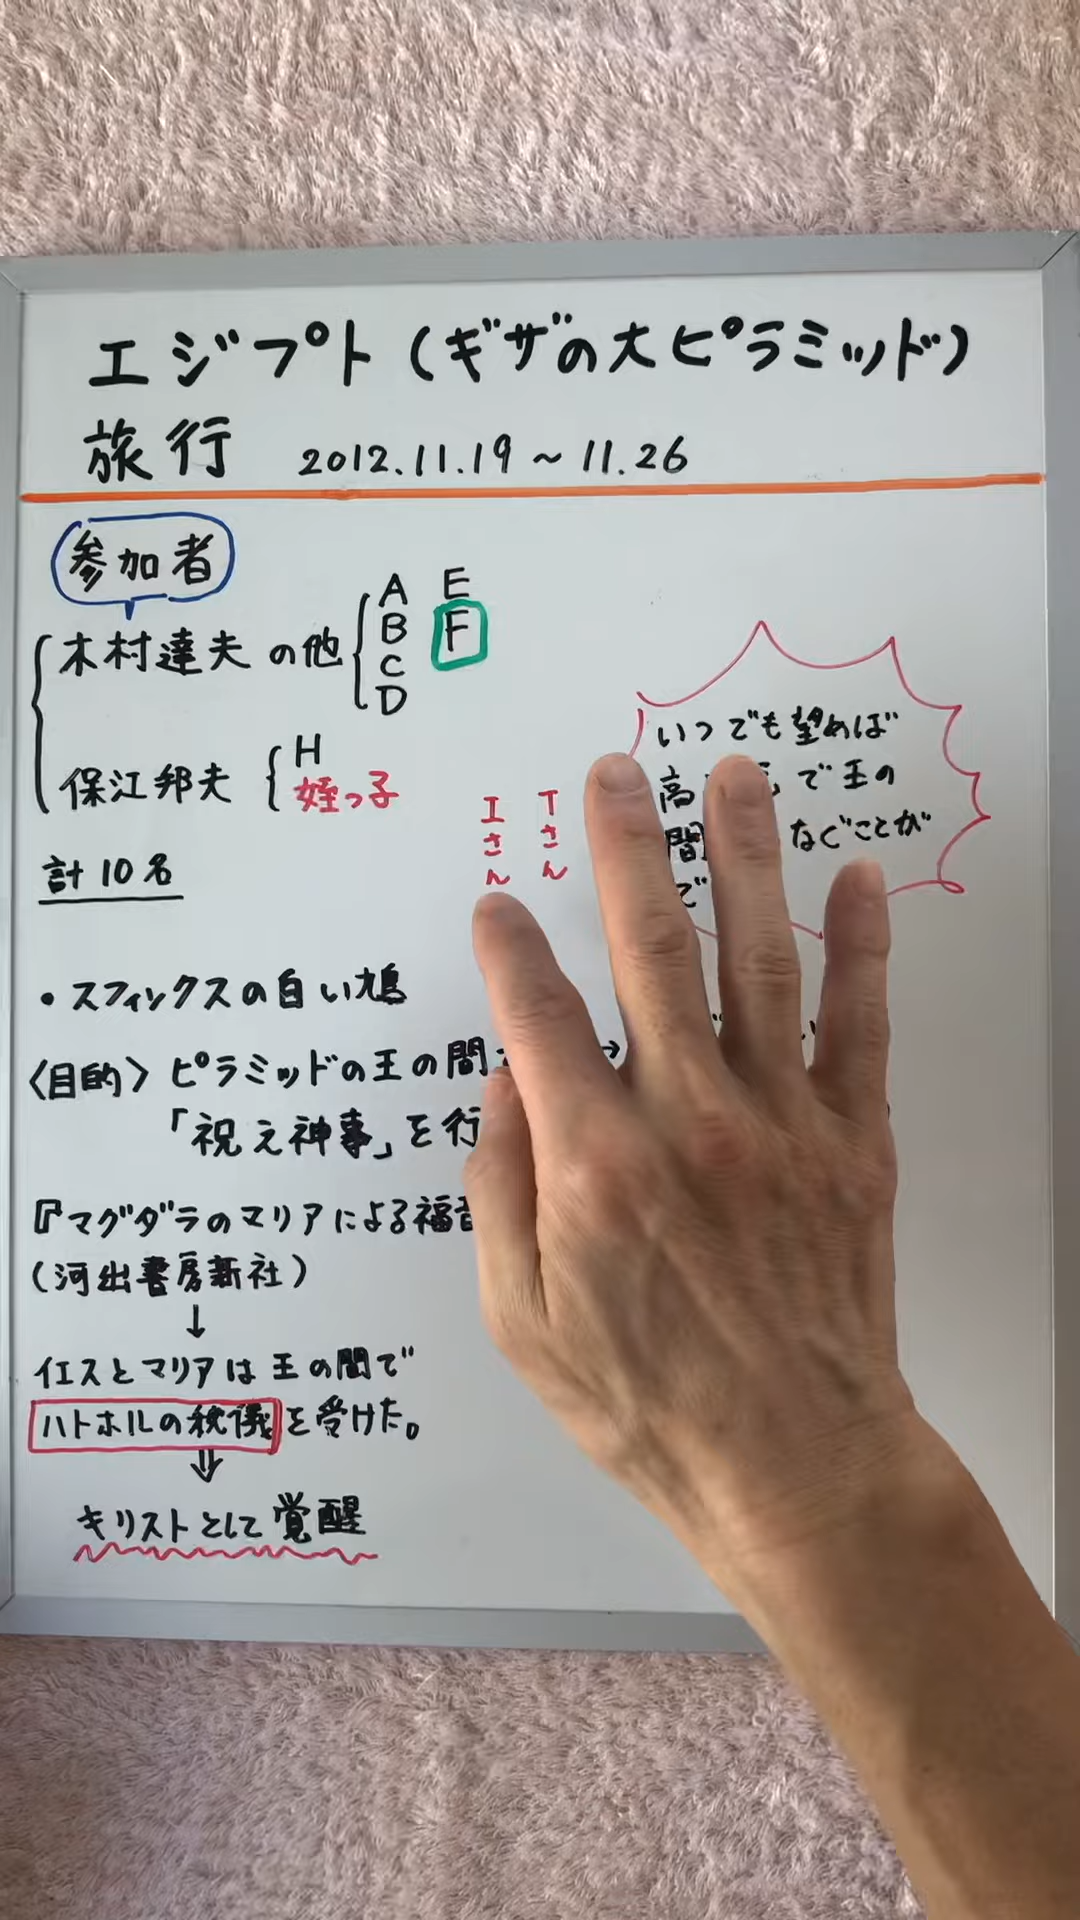 エジプト(ギザの大ピラミッド)
旅行 2012.11.19～11.26
参加者
木村達夫 の他
A E
B F
C
D
保江邦夫
H
姪っ子
計10名
Iさん
Tさん
いつでも望めば
高 で王の
間 なぐことが
で
・スフィンクスの白い鳩
〈目的〉ピラミッドの王の間
→
「祝え神事」を行
『マグダラのマリアによる福音
(河出書房新社)
↓
イエスとマリアは王の間で
ハトホルの秘儀を受けた。
⇓
キリストとして覚醒